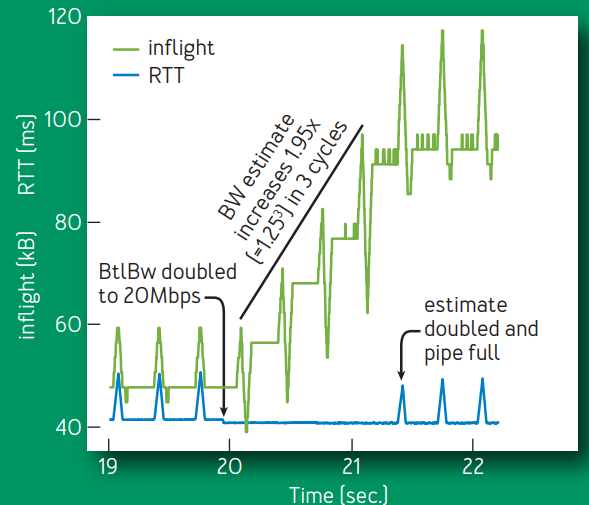 120
100
80
60
40
inflight (kB) RTT (ms)
inflight
RTT
BW estimate
increases 1.95x
(=1.25³) in 3 cycles
BtlBw doubled
to 20Mbps
estimate
doubled and
pipe full
19 20 21 22
Time (sec.)